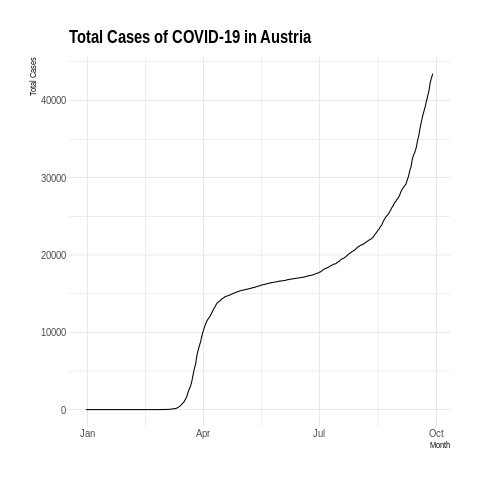 Total Cases of COVID-19 in Austria
Total Cases
40000
30000
20000
10000
0
Jan Apr Jul Oct
Month